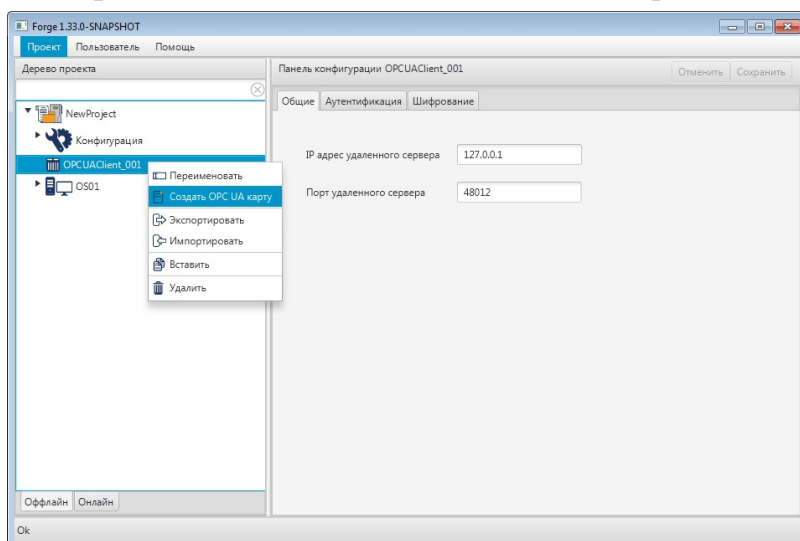 Forge 1.33.0-SNAPSHOT
Проект Пользователь Помощь
Дерево проекта
Панель конфигурации OPCUAClient_001
Отменить Сохранить
Общие Аутентификация Шифрование
NewProject
Конфигурация
OPCUAClient_001
OS01
Переименовать
Создать OPC UA карту
Экспортировать
Импортировать
Вставить
Удалить
IP адрес удаленного сервера 127.0.0.1
Порт удаленного сервера 48012
Оффлайн Онлайн
Ok